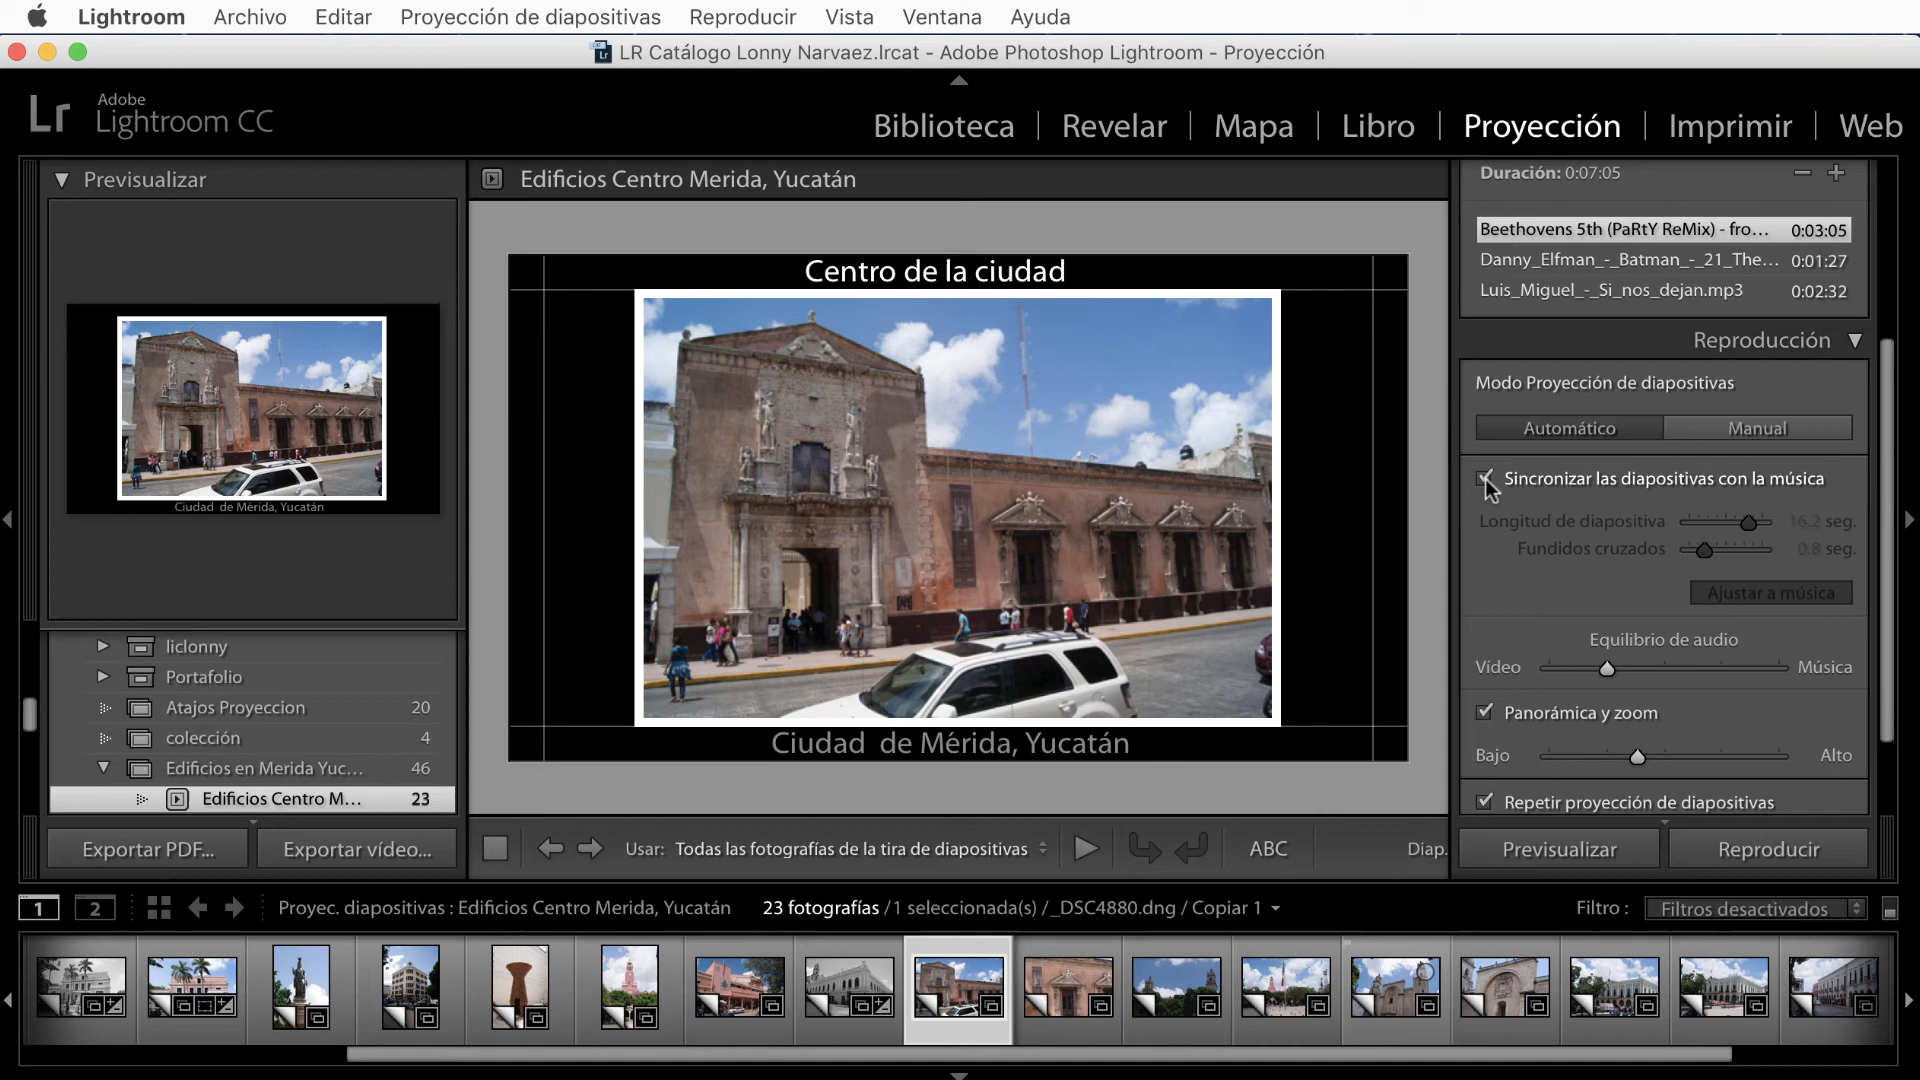 Lightroom Archivo Editar Proyección de diapositivas Reproducir Vista Ventana Ayuda
LR Catálogo Lonny Narvaez.lrcat - Adobe Photoshop Lightroom - Proyección
Lr Adobe
Lightroom CC
Biblioteca | Revelar | Mapa | Libro | Proyección | Imprimir | Web
Previsualizar
Ciudad de Mérida, Yucatán
liclonny
Portafolio
Atajos Proyeccion 20
colección 4
Edificios en Merida Yuc... 46
Edificios Centro M... 23
Exportar PDF... Exportar vídeo...
Edificios Centro Merida, Yucatán
Centro de la ciudad
Ciudad de Mérida, Yucatán
Usar: Todas las fotografías de la tira de diapositivas ABC Diap.
Duración: 0:07:05
Beethovens 5th (PaRtY ReMix) - fro... 0:03:05
Danny_Elfman_-_Batman_-_21_The... 0:01:27
Luis_Miguel_-_Si_nos_dejan.mp3 0:02:32
Reproducción
Modo Proyección de diapositivas
Automático Manual
Sincronizar las diapositivas con la música
Longitud de diapositiva 16.2 seg.
Fundidos cruzados 0.8 seg.
Ajustar a música
Equilibrio de audio
Vídeo Música
Panorámica y zoom
Bajo Alto
Repetir proyección de diapositivas
Previsualizar Reproducir
1 2 Proyec. diapositivas : Edificios Centro Merida, Yucatán 23 fotografías /1 seleccionada(s) /_DSC4880.dng / Copiar 1 Filtro : Filtros desactivados